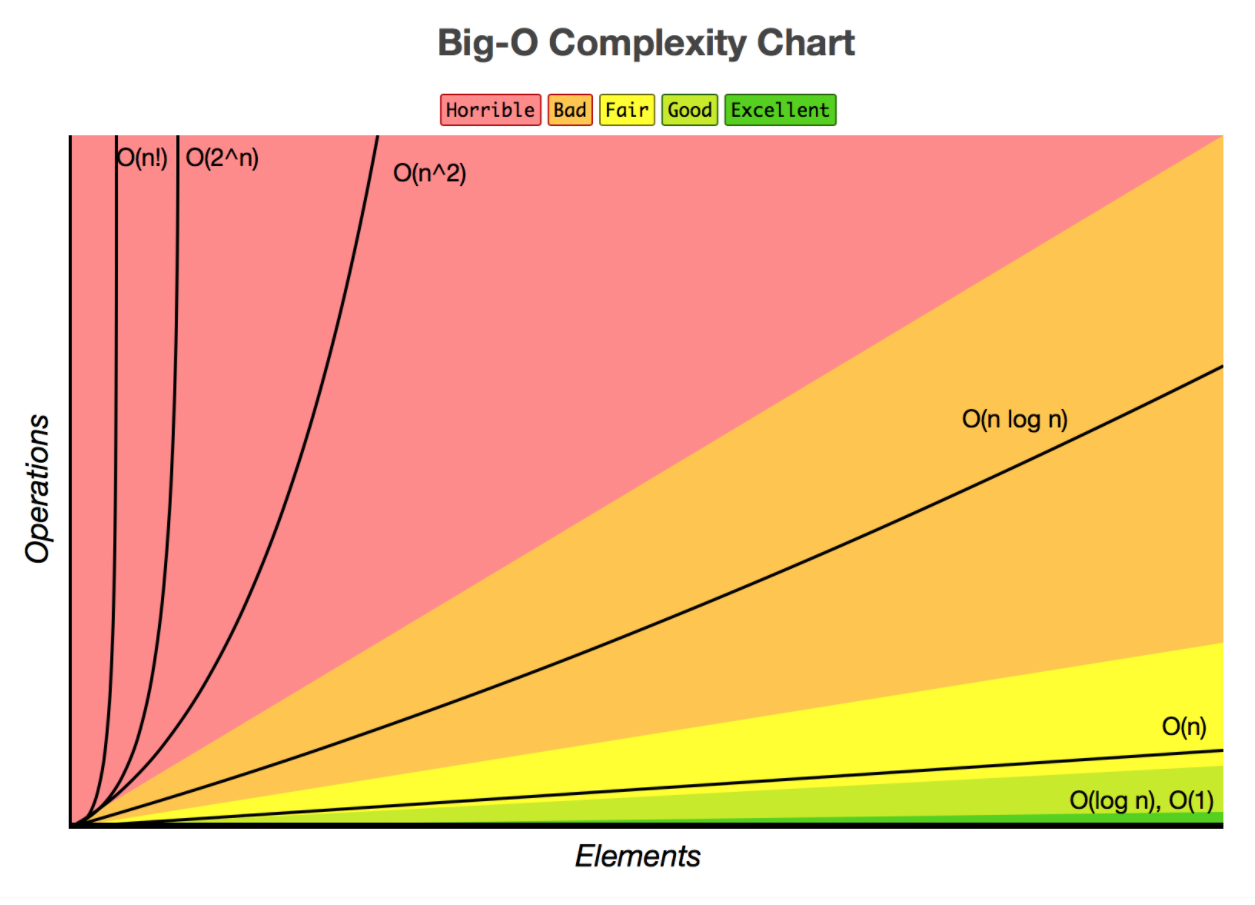 Big-O Complexity Chart
Horrible Bad Fair Good Excellent
O(n!) O(2^n)
O(n^2)
O(n log n)
Operations
O(n)
O(log n), O(1)
Elements